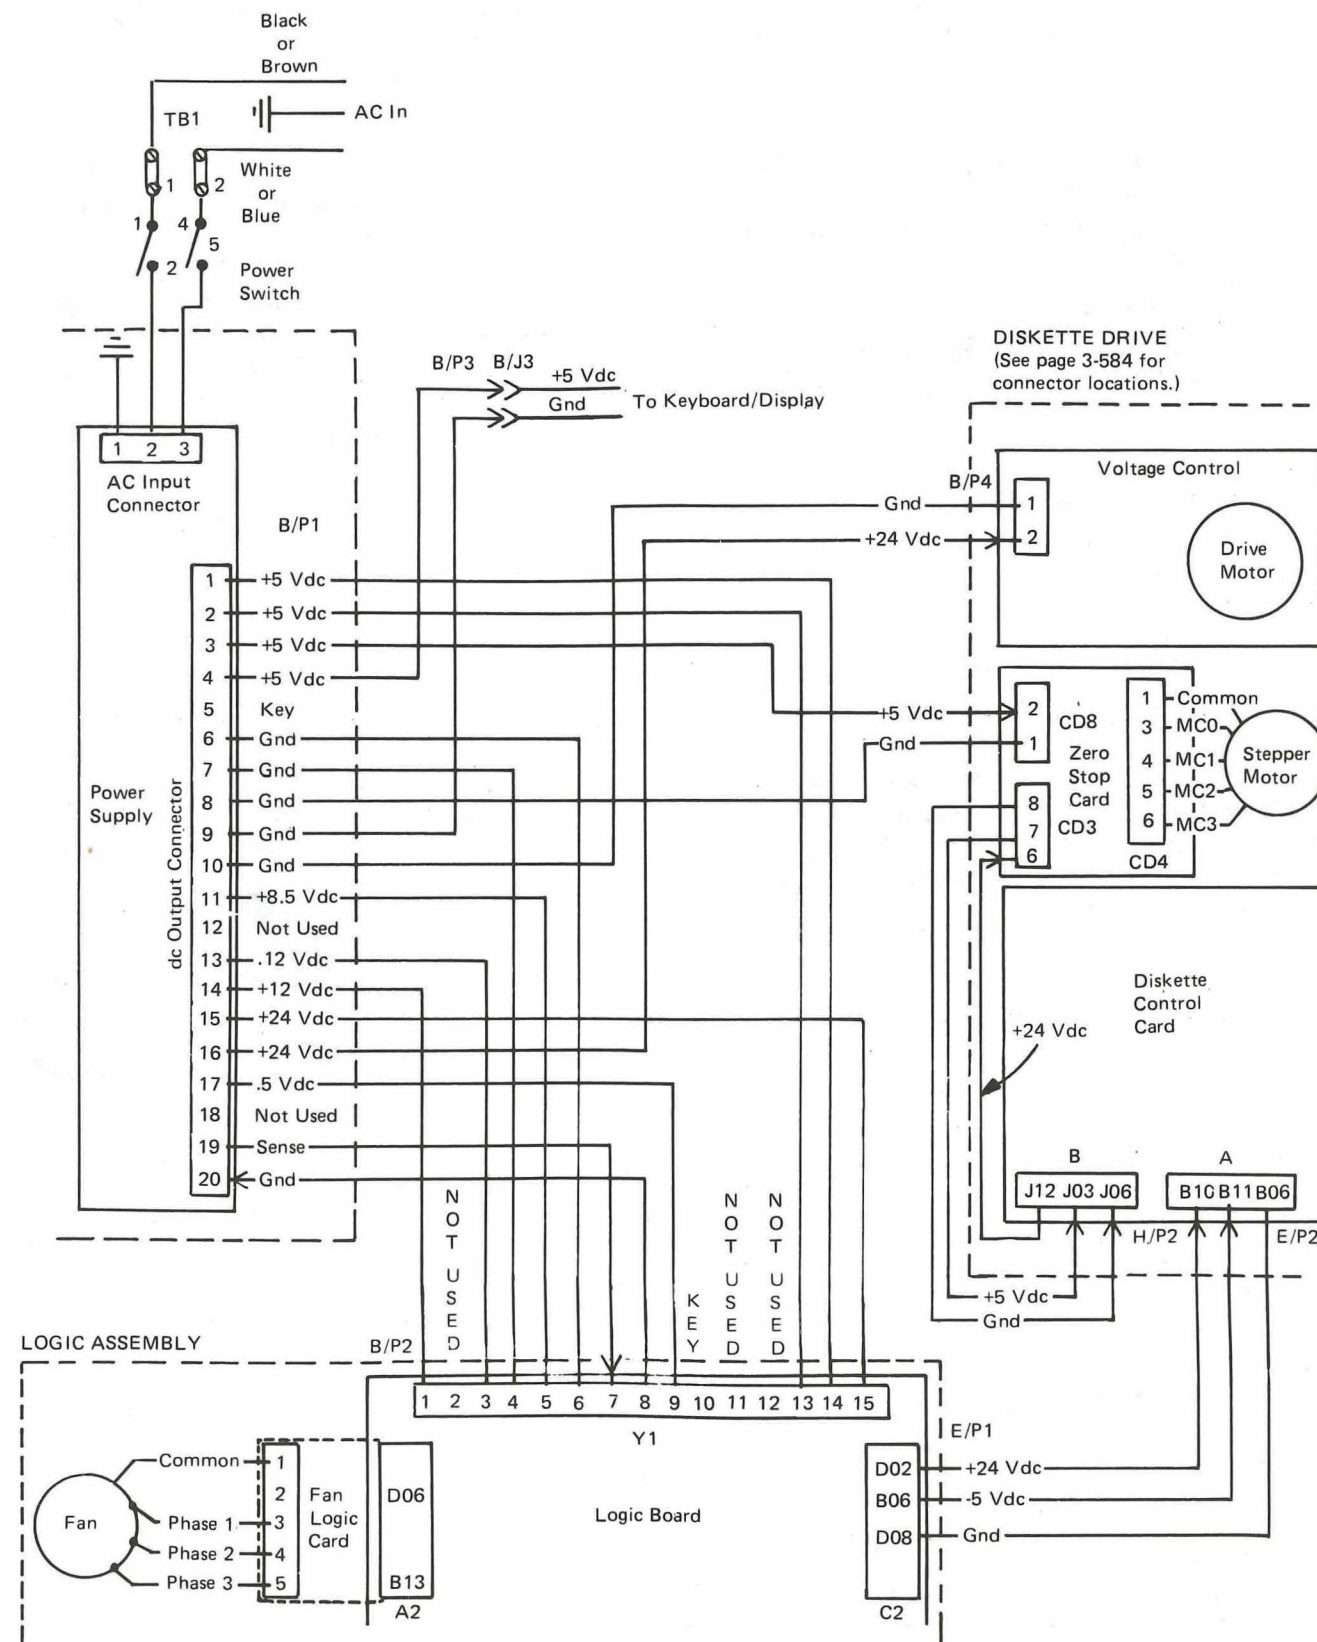 Black
or
Brown
AC In
TB1
White
or
Blue
1
2
1
4
5
2
Power
Switch
B/P3 B/J3
+5 Vdc
Gnd
To Keyboard/Display
DISKETTE DRIVE
(See page 3-584 for
connector locations.)
1 2 3
AC Input
Connector
B/P1
Power
Supply
dc Output Connector
1 +5 Vdc
2 +5 Vdc
3 +5 Vdc
4 +5 Vdc
5 Key
6 Gnd
7 Gnd
8 Gnd
9 Gnd
10 Gnd
11 +8.5 Vdc
12 Not Used
13 .12 Vdc
14 +12 Vdc
15 +24 Vdc
16 +24 Vdc
17 .5 Vdc
18 Not Used
19 Sense
20 Gnd
B/P4
Gnd 1
+24 Vdc 2
Voltage Control
Drive
Motor
+5 Vdc 2
Gnd 1
CD8
Zero
Stop
Card
8
7
6
CD3
1 Common
3 MC0
4 MC1
5 MC2
6 MC3
CD4
Stepper
Motor
Diskette
Control
Card
+24 Vdc
B
J12 J03 J06
A
B10 B11 B06
H/P2
E/P2
+5 Vdc
Gnd
NOT USED
KEY
NOT USED
NOT USED
LOGIC ASSEMBLY
B/P2
1 2 3 4 5 6 7 8 9 10 11 12 13 14 15
Y1
E/P1
D02 +24 Vdc
B06 -5 Vdc
D08 Gnd
C2
Logic Board
Fan
Common 1
2
Phase 1 3
Phase 2 4
Phase 3 5
Fan
Logic
Card
D06
B13
A2